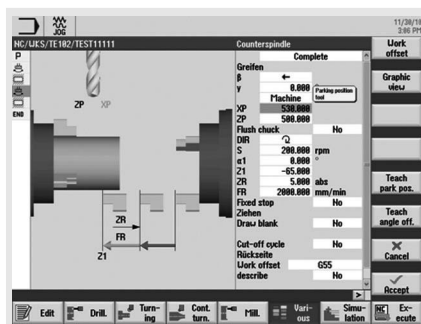 JOG
11/30/10
3:06 PM
NC/WKS/TE102/TEST11111
Counterspindle
Work offset
P
END
ZP XP
ZR
FR
Z1
Complete
Greifen
β
γ 0.000 °
Parking position tool
Machine
XP 530.000
ZP 500.000
Flush chuck No
DIR
S 200.000 rpm
α1 0.000 °
Z1 -65.000
ZR 5.000 abs
FR 2000.000 mm/min
Fixed stop No
Ziehen
Draw blank No
Cut-off cycle No
Rückseite
Work offset G55
describe No
Graphic view
Teach park pos.
Teach angle off.
Cancel
Accept
Edit
Drill.
Turn-ing
Cont. turn.
Mill.
Vari-ous
Simu-lation
NC Ex-ecute